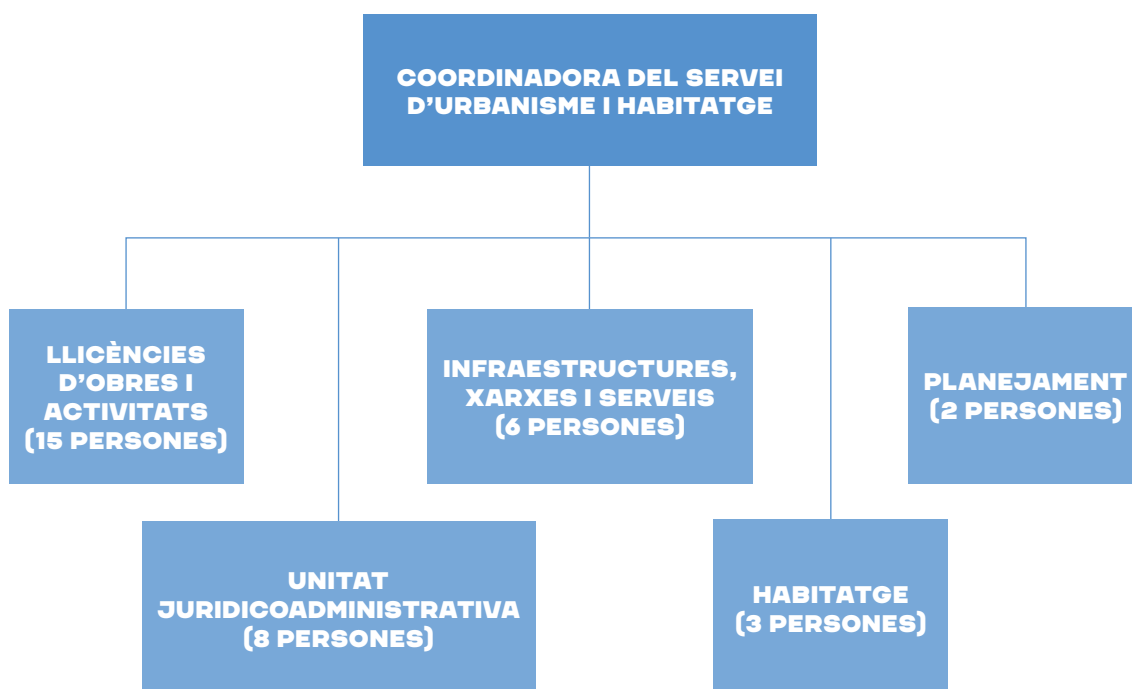 COORDINADORA DEL SERVEI
D’URBANISME I HABITATGE
LLICÈNCIES
D’OBRES I
ACTIVITATS
(15 PERSONES)
INFRAESTRUCTURES,
XARXES I SERVEIS
(6 PERSONES)
PLANEJAMENT
(2 PERSONES)
UNITAT
JURIDICOADMINISTRATIVA
(8 PERSONES)
HABITATGE
(3 PERSONES)